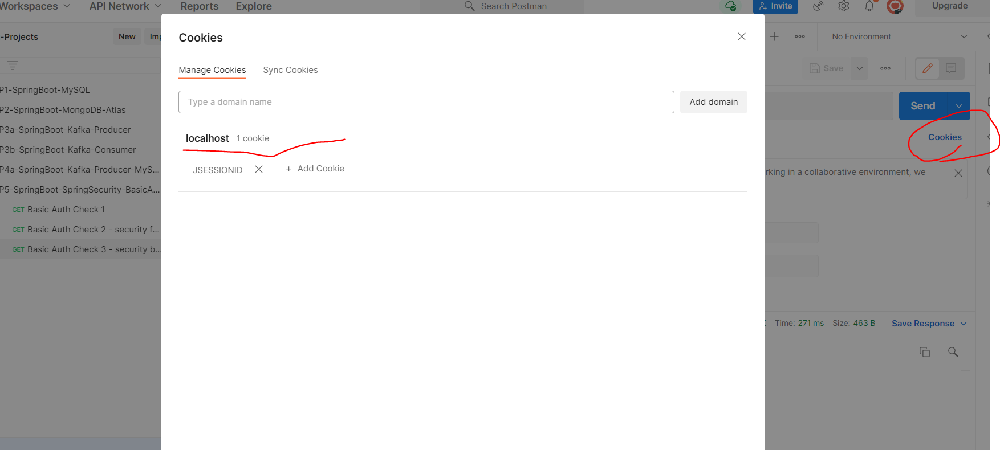 Workspaces API Network Reports Explore Search Postman Invite Upgrade
-Projects New Imp No Environment
Cookies
Manage Cookies Sync Cookies
Save
Type a domain name Add domain
Send
P1-SpringBoot-MySQL
P2-SpringBoot-MongoDB-Atlas
P3a-SpringBoot-Kafka-Producer
P3b-SpringBoot-Kafka-Consumer
P4a-SpringBoot-Kafka-Producer-MyS...
P5-SpringBoot-SpringSecurity-BasicA...
GET Basic Auth Check 1
GET Basic Auth Check 2 - security f...
GET Basic Auth Check 3 - security b...
localhost 1 cookie
Cookies
JSESSIONID + Add Cookie
rking in a collaborative environment, we
Time: 271 ms Size: 463 B Save Response